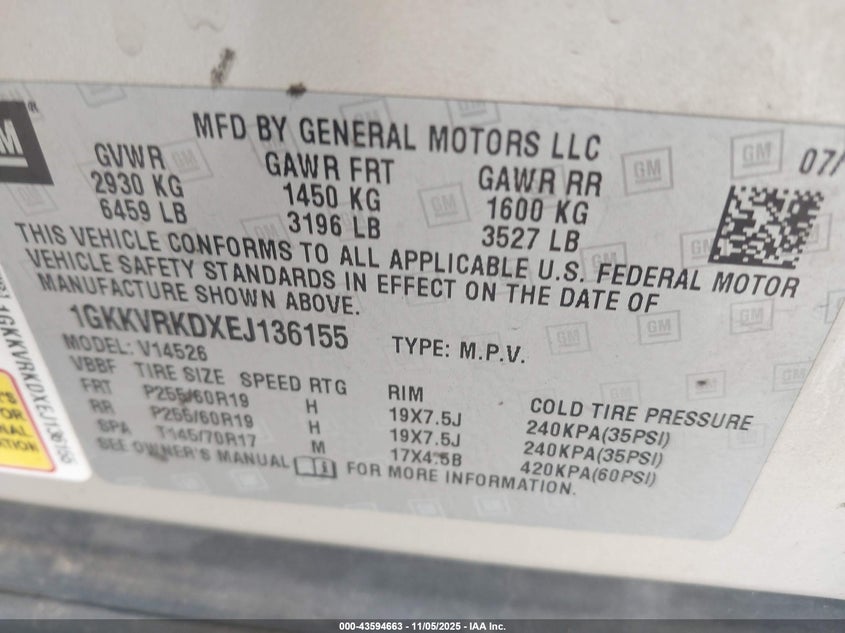 GM
MFD BY GENERAL MOTORS LLC
07/
GVWR GAWR FRT GAWR RR
2930 KG 1450 KG 1600 KG
6459 LB 3196 LB 3527 LB
THIS VEHICLE CONFORMS TO ALL APPLICABLE U.S. FEDERAL MOTOR
VEHICLE SAFETY STANDARDS IN EFFECT ON THE DATE OF
MANUFACTURE SHOWN ABOVE.
1GKKVRKDXEJ136155 TYPE: M.P.V.
MODEL: V14526
VBBF TIRE SIZE SPEED RTG RIM COLD TIRE PRESSURE
FRT P255/60R19 H 19X7.5J 240KPA(35PSI)
RR P255/60R19 H 19X7.5J 240KPA(35PSI)
SPA T145/70R17 M 17X4.5B 420KPA(60PSI)
SEE OWNER'S MANUAL FOR MORE INFORMATION.
1GKKVRKDXEJ136155
000-43594663 - 11/05/2025 - IAA Inc.